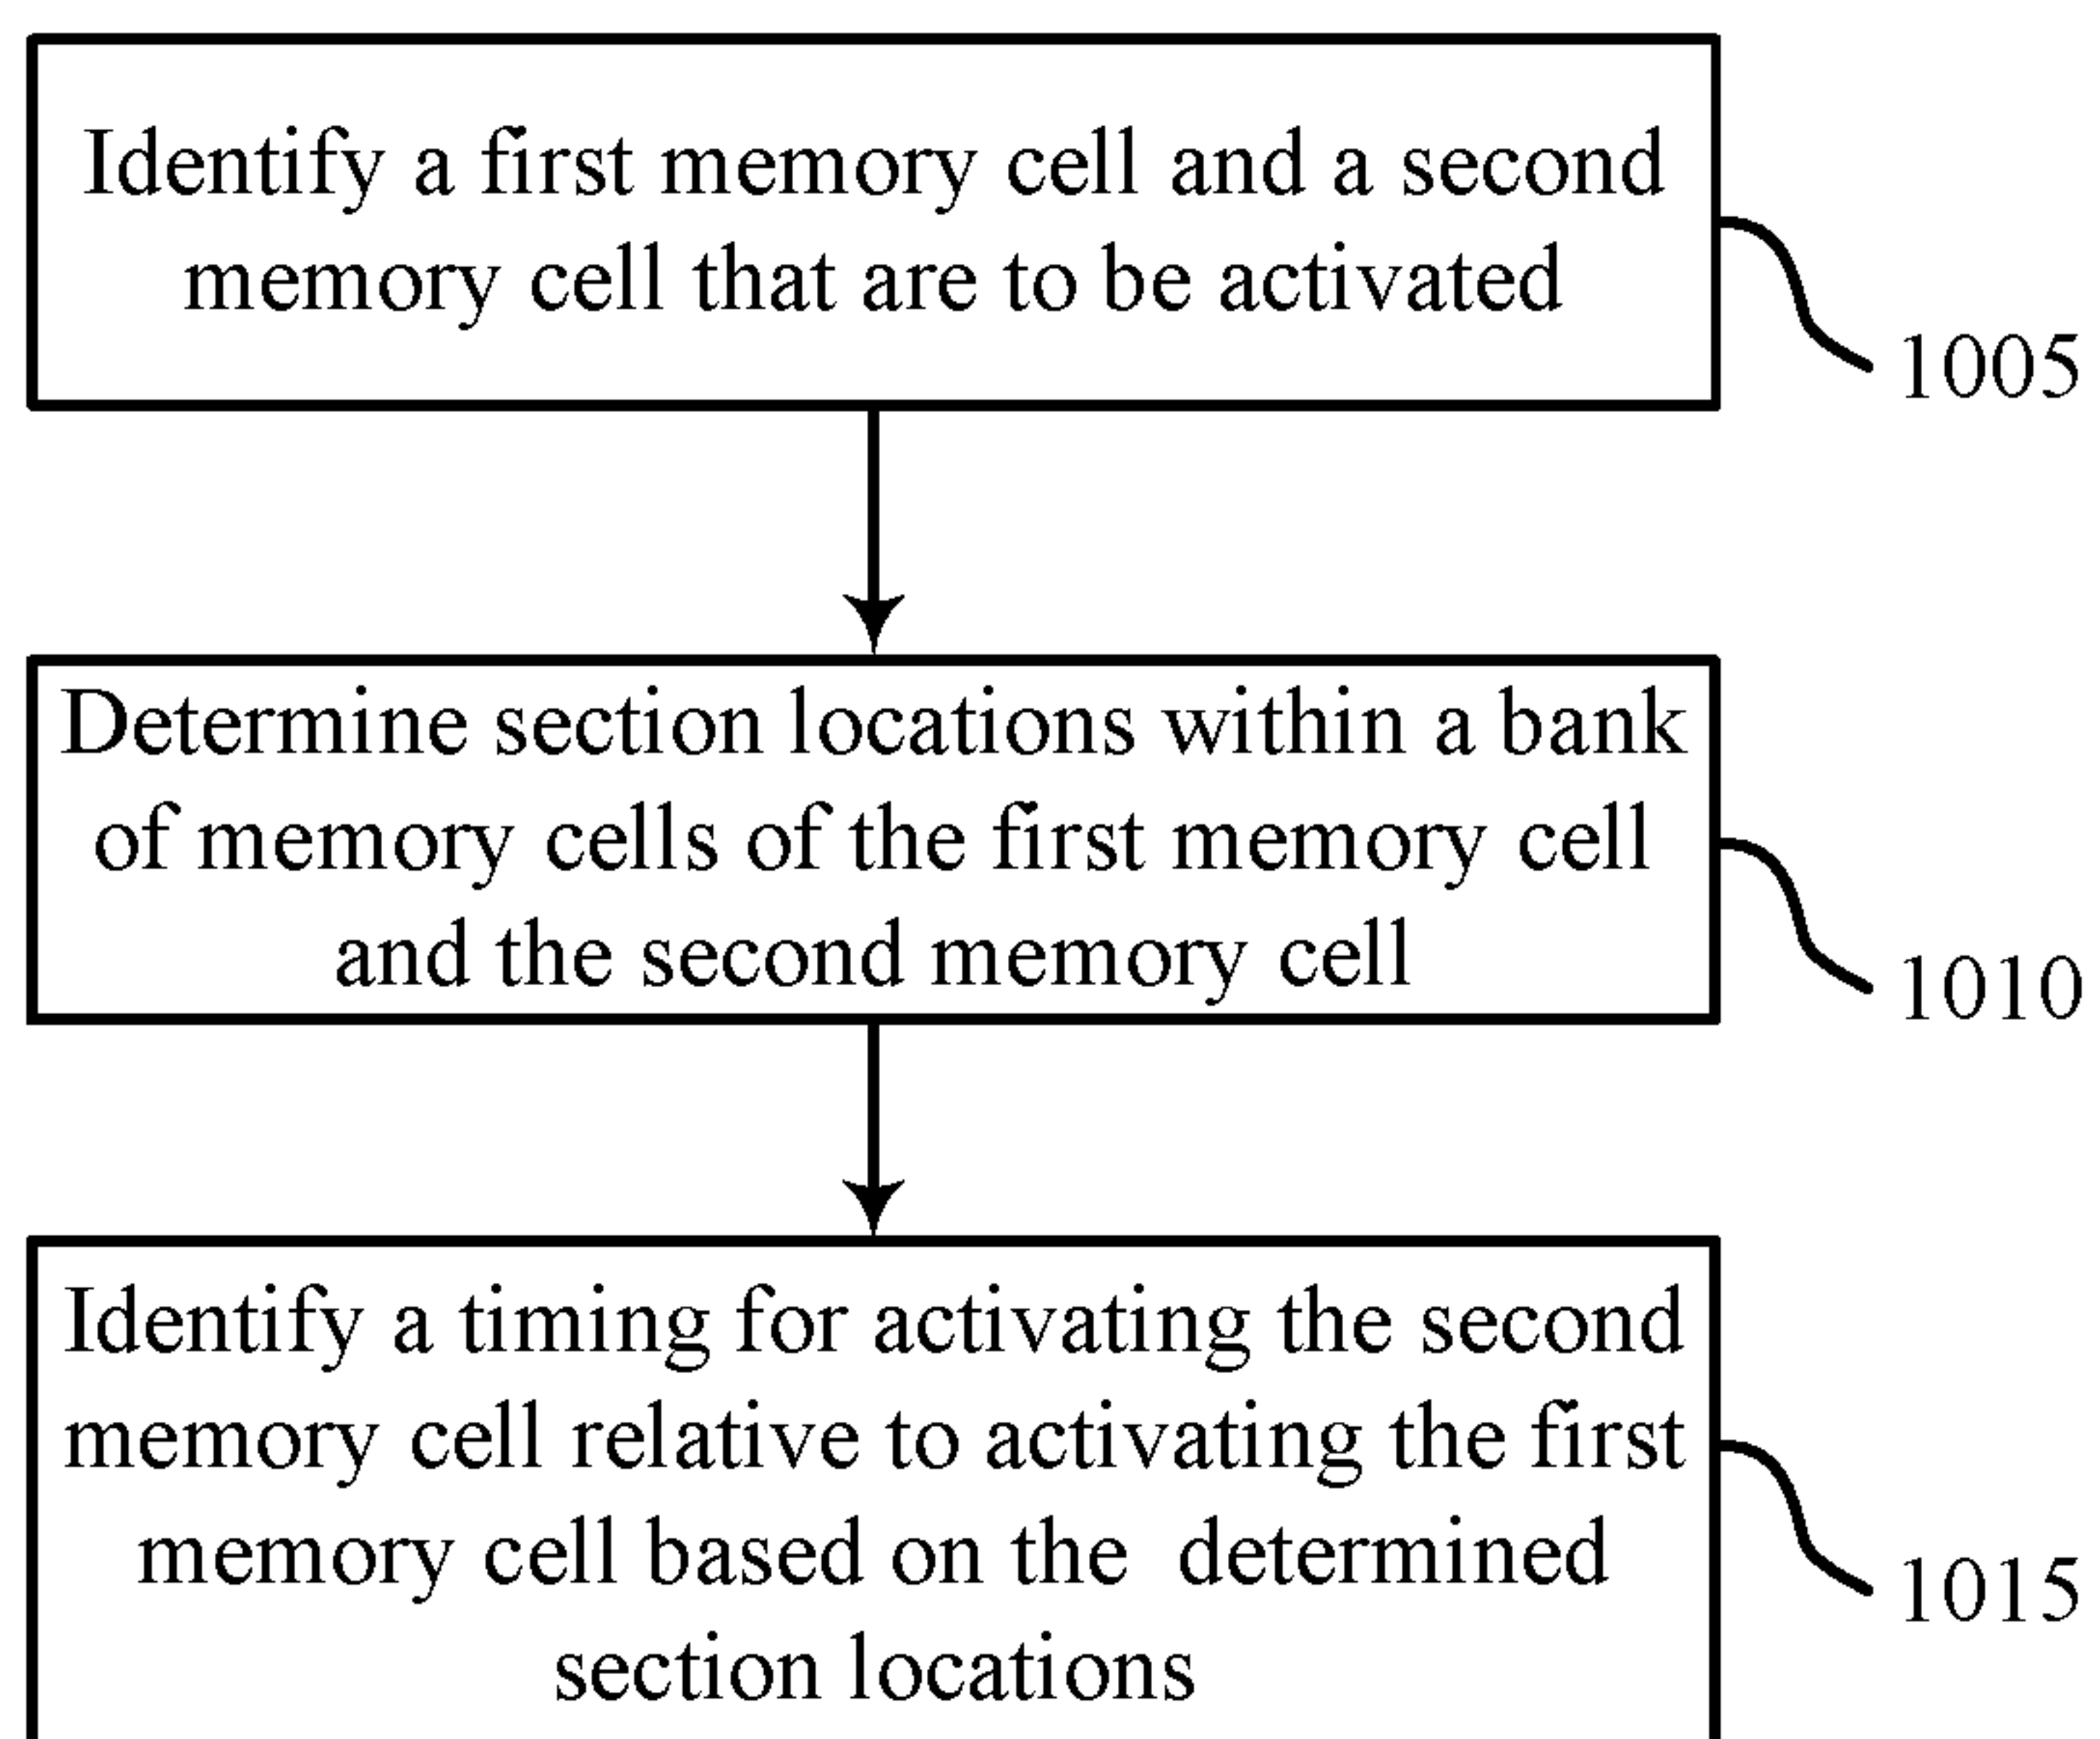 Identify a first memory cell and a second
memory cell that are to be activated
1005
Determine section locations within a bank
of memory cells of the first memory cell
and the second memory cell
1010
Identify a timing for activating the second
memory cell relative to activating the first
memory cell based on the determined
section locations
1015